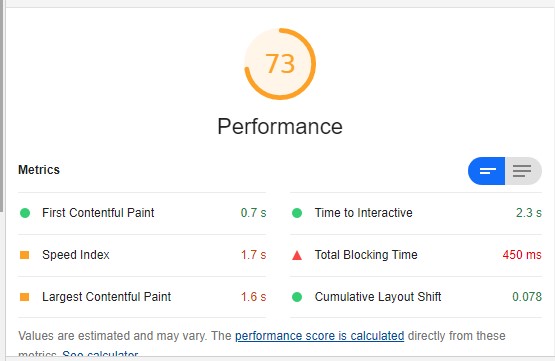 73
Performance
Metrics
First Contentful Paint 0.7 s
Time to Interactive 2.3 s
Speed Index 1.7 s
Total Blocking Time 450 ms
Largest Contentful Paint 1.6 s
Cumulative Layout Shift 0.078
Values are estimated and may vary. The performance score is calculated directly from these
metrics. See calculator.